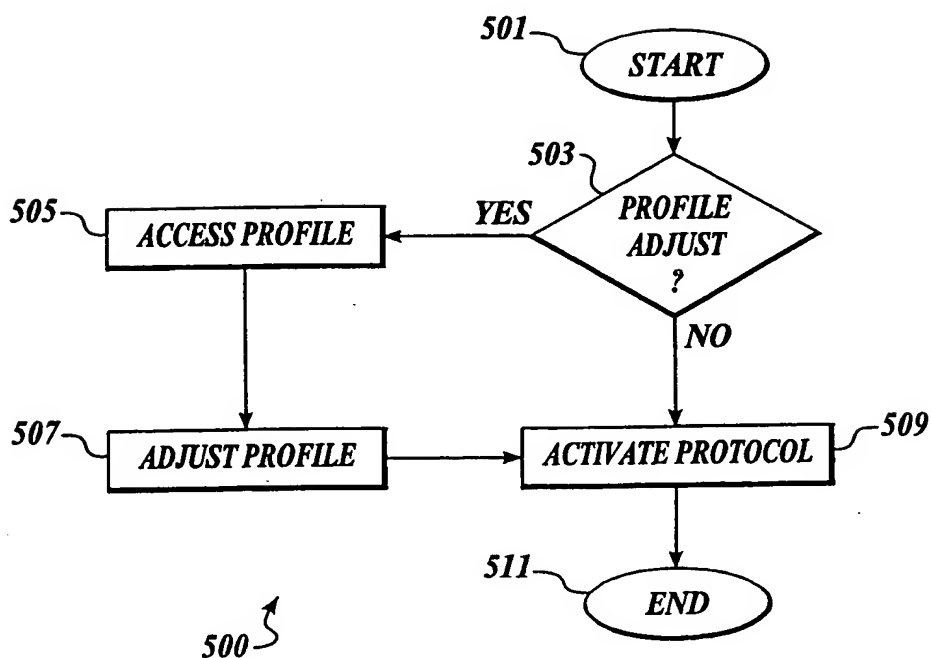 501
START
503
PROFILE
ADJUST
?
YES
505
ACCESS PROFILE
NO
507
ADJUST PROFILE
ACTIVATE PROTOCOL
509
511
END
500